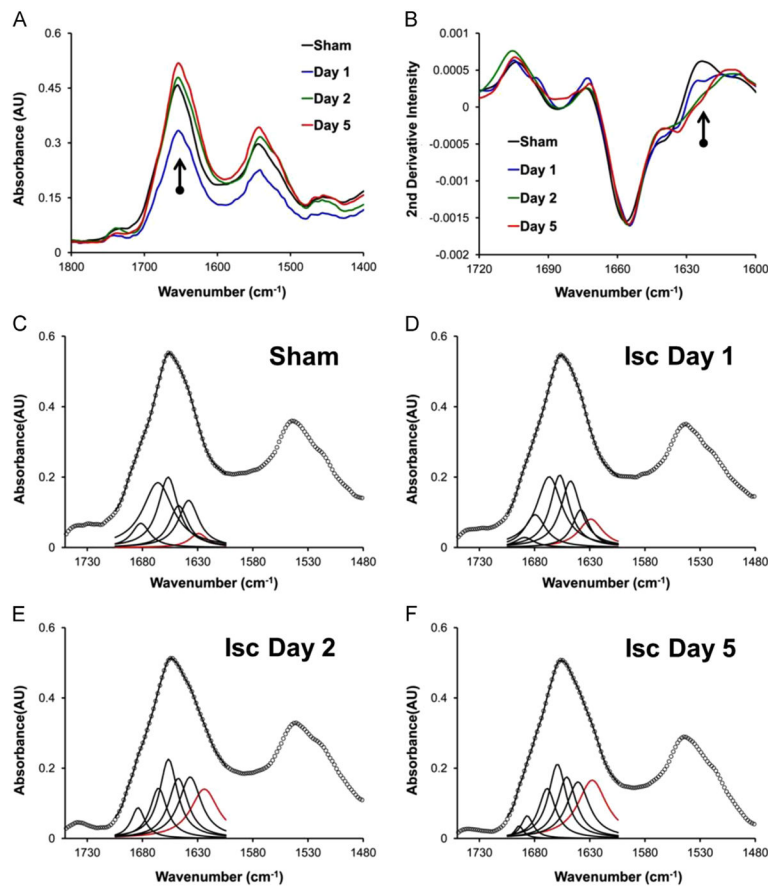 A
0.6
0.45
0.3
0.15
0
Absorbance (AU)
Sham
Day 1
Day 2
Day 5
1800
1700
1600
1500
1400
Wavenumber (cm-1)
B
0.001
0.0005
0
-0.0005
-0.001
-0.0015
-0.002
2nd Derivative Intensity
Sham
Day 1
Day 2
Day 5
1720
1690
1660
1630
1600
Wavenumber (cm-1)
C
Sham
0.6
0.4
0.2
0
Absorbance(AU)
1730
1680
1630
1580
1530
1480
Wavenumber (cm-1)
D
Isc Day 1
0.6
0.4
0.2
0
Absorbance(AU)
1730
1680
1630
1580
1530
1480
Wavenumber (cm-1)
E
Isc Day 2
0.6
0.4
0.2
0
Absorbance(AU)
1730
1680
1630
1580
1530
1480
Wavenumber (cm-1)
F
Isc Day 5
0.6
0.4
0.2
0
Absorbance(AU)
1730
1680
1630
1580
1530
1480
Wavenumber (cm-1)